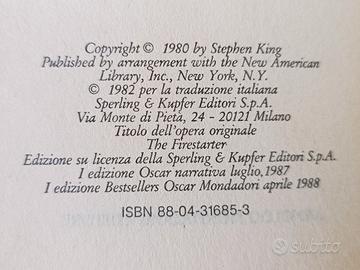 Copyright © 1980 by Stephen King
Published by arrangement with the New American
Library, Inc., New York, N.Y.
© 1982 per la traduzione italiana
Sperling & Kupfer Editori S.p.A.
Via Monte di Pietà, 24 - 20121 Milano
Titolo dell'opera originale
The Firestarter
Edizione su licenza della Sperling & Kupfer Editori S.p.A.
I edizione Oscar narrativa luglio, 1987
I edizione Bestsellers Oscar Mondadori aprile 1988
ISBN 88-04-31685-3
subito